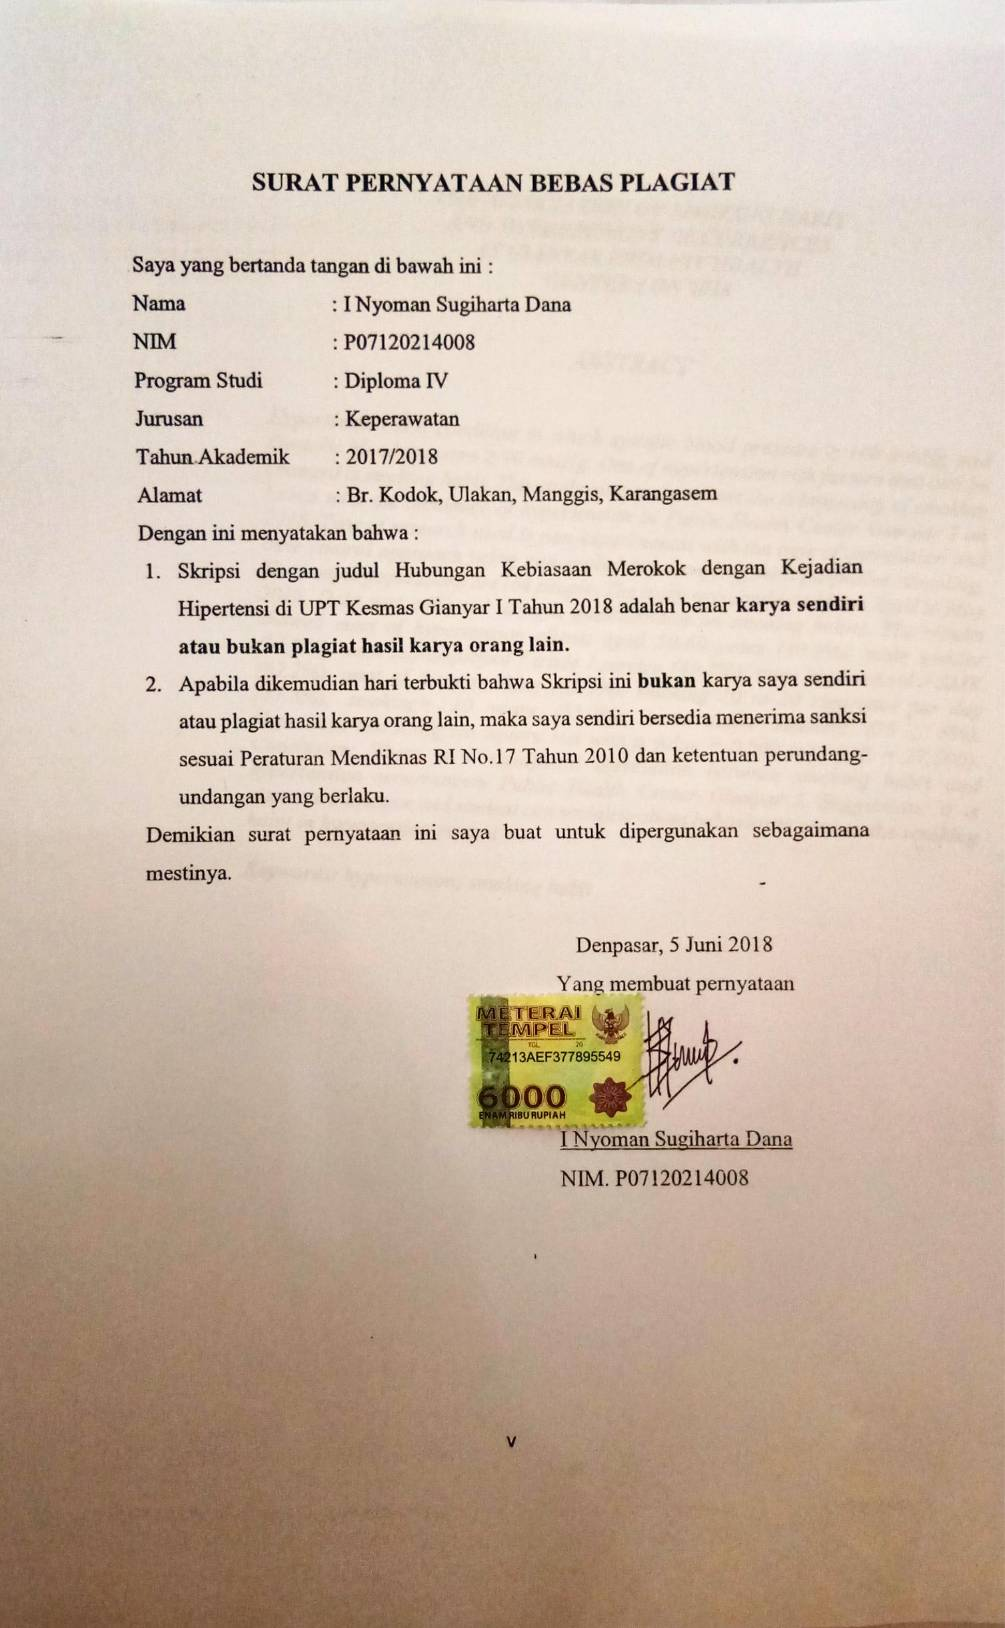 SURAT PERNYATAAN BEBAS PLAGIAT
Saya yang bertanda tangan di bawah ini :
Nama : I Nyoman Sugiharta Dana
NIM : P07120214008
Program Studi : Diploma IV
Jurusan : Keperawatan
Tahun Akademik : 2017/2018
Alamat : Br. Kodok, Ulakan, Manggis, Karangasem
Dengan ini menyatakan bahwa :
1. Skripsi dengan judul Hubungan Kebiasaan Merokok dengan Kejadian
Hipertensi di UPT Kesmas Gianyar I Tahun 2018 adalah benar karya sendiri
atau bukan plagiat hasil karya orang lain.
2. Apabila dikemudian hari terbukti bahwa Skripsi ini bukan karya saya sendiri
atau plagiat hasil karya orang lain, maka saya sendiri bersedia menerima sanksi
sesuai Peraturan Mendiknas RI No.17 Tahun 2010 dan ketentuan perundang-
undangan yang berlaku.
Demikian surat pernyataan ini saya buat untuk dipergunakan sebagaimana
mestinya.
Denpasar, 5 Juni 2018
Yang membuat pernyataan
METERAI
TEMPEL
TGL 20
74213AEF377895549
6000
ENAM RIBU RUPIAH
I Nyoman Sugiharta Dana
NIM. P07120214008
v